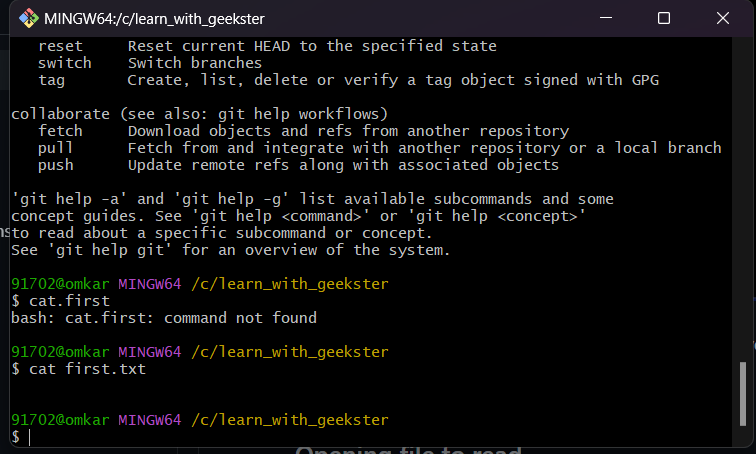 MINGW64:/c/learn_with_geekster
reset     Reset current HEAD to the specified state
switch    Switch branches
tag       Create, list, delete or verify a tag object signed with GPG
collaborate (see also: git help workflows)
fetch     Download objects and refs from another repository
pull      Fetch from and integrate with another repository or a local branch
push      Update remote refs along with associated objects
'git help -a' and 'git help -g' list available subcommands and some
concept guides. See 'git help <command>' or 'git help <concept>'
to read about a specific subcommand or concept.
See 'git help git' for an overview of the system.
91702@omkar MINGW64 /c/learn_with_geekster
$ cat.first
bash: cat.first: command not found
91702@omkar MINGW64 /c/learn_with_geekster
$ cat first.txt
91702@omkar MINGW64 /c/learn_with_geekster
$
Opening file to read